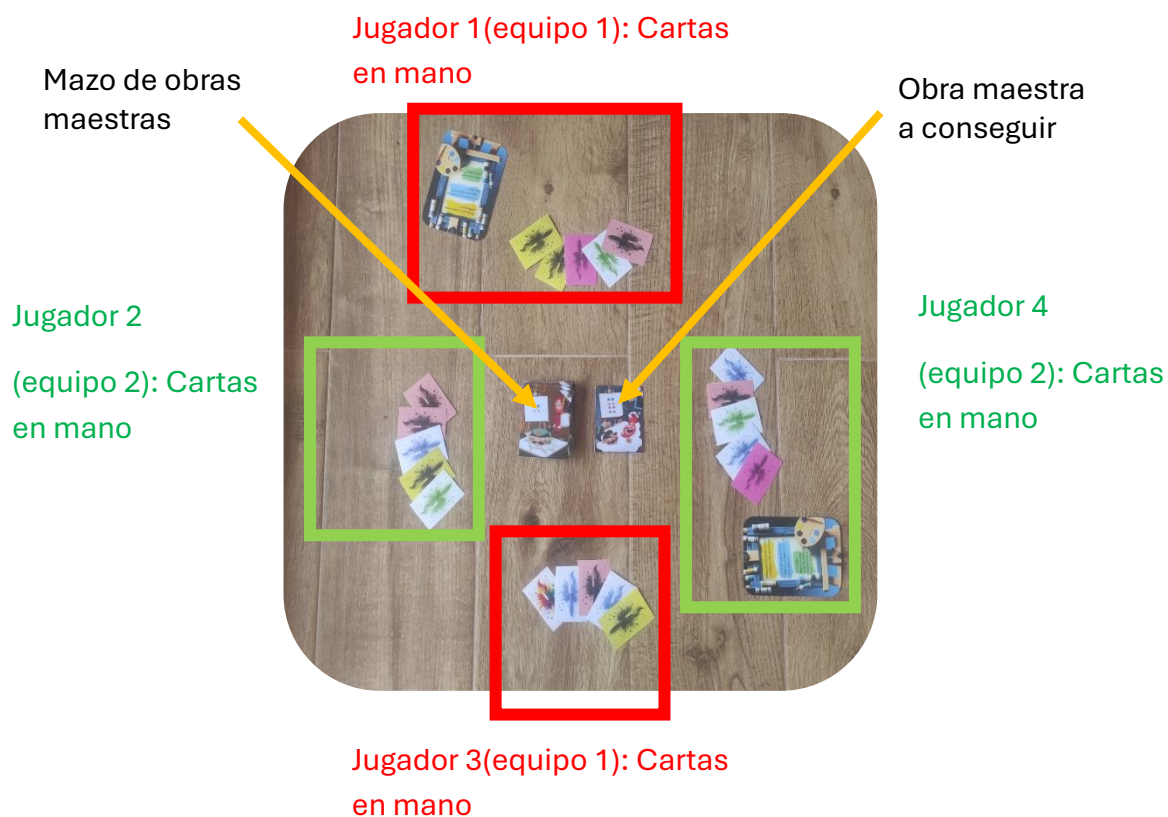 Jugador 1(equipo 1): Cartas
en mano
Mazo de obras
maestras
Obra maestra
a conseguir
Jugador 2
(equipo 2): Cartas
en mano
Jugador 4
(equipo 2): Cartas
en mano
Jugador 3(equipo 1): Cartas
en mano